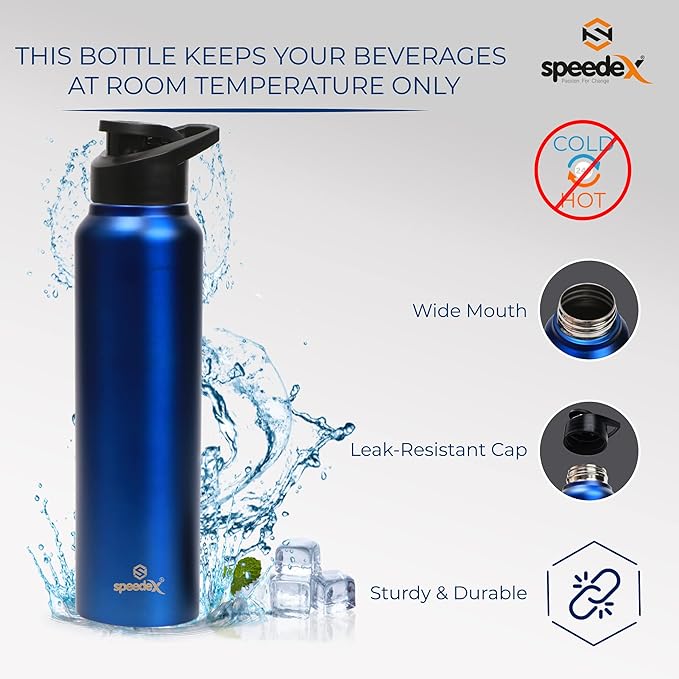 THIS BOTTLE KEEPS YOUR BEVERAGES
AT ROOM TEMPERATURE ONLY
speedeX®
Passion For Change
COLD
HOT
Wide Mouth
Leak-Resistant Cap
speedeX®
Sturdy & Durable